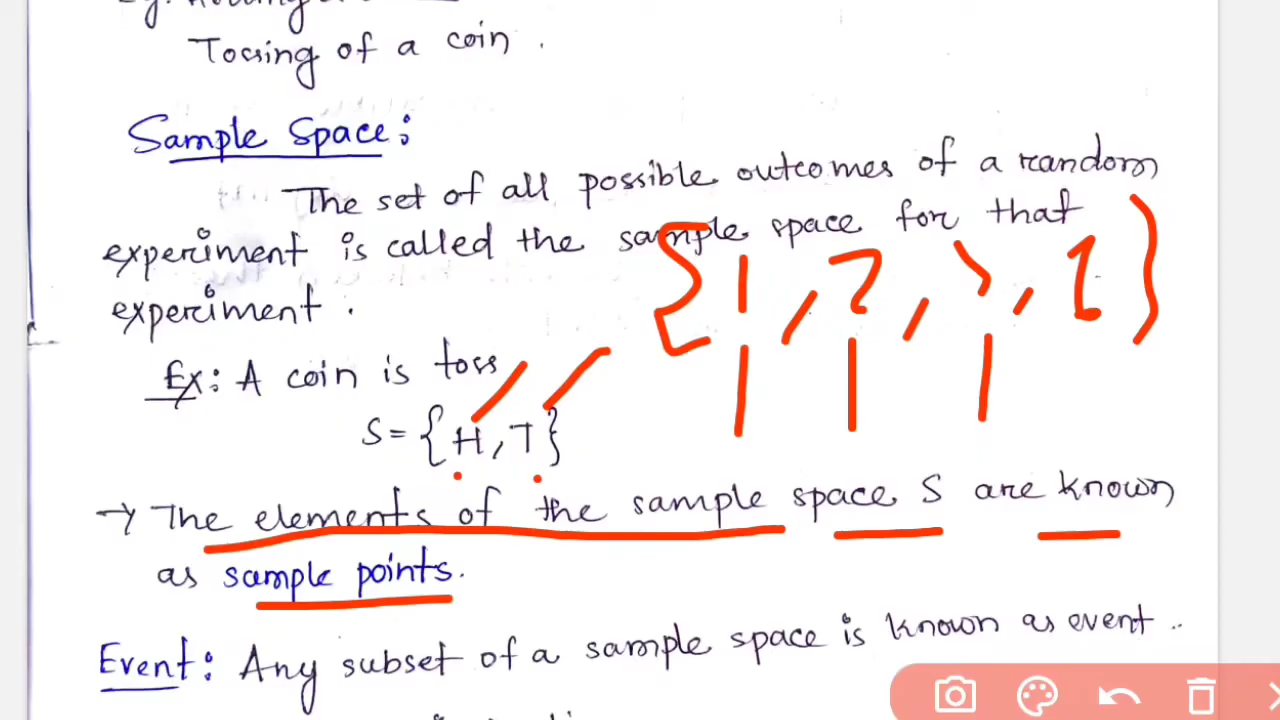 Tossing of a coin .
Sample Space :
The set of all possible outcomes of a random
experiment is called the sample space for that
experiment .
{ 1 , 2 , , }
Ex : A coin is toss
S = { H , T }
→ The elements of the sample space S are known
as sample points .
Event : Any subset of a sample space is known as event ..